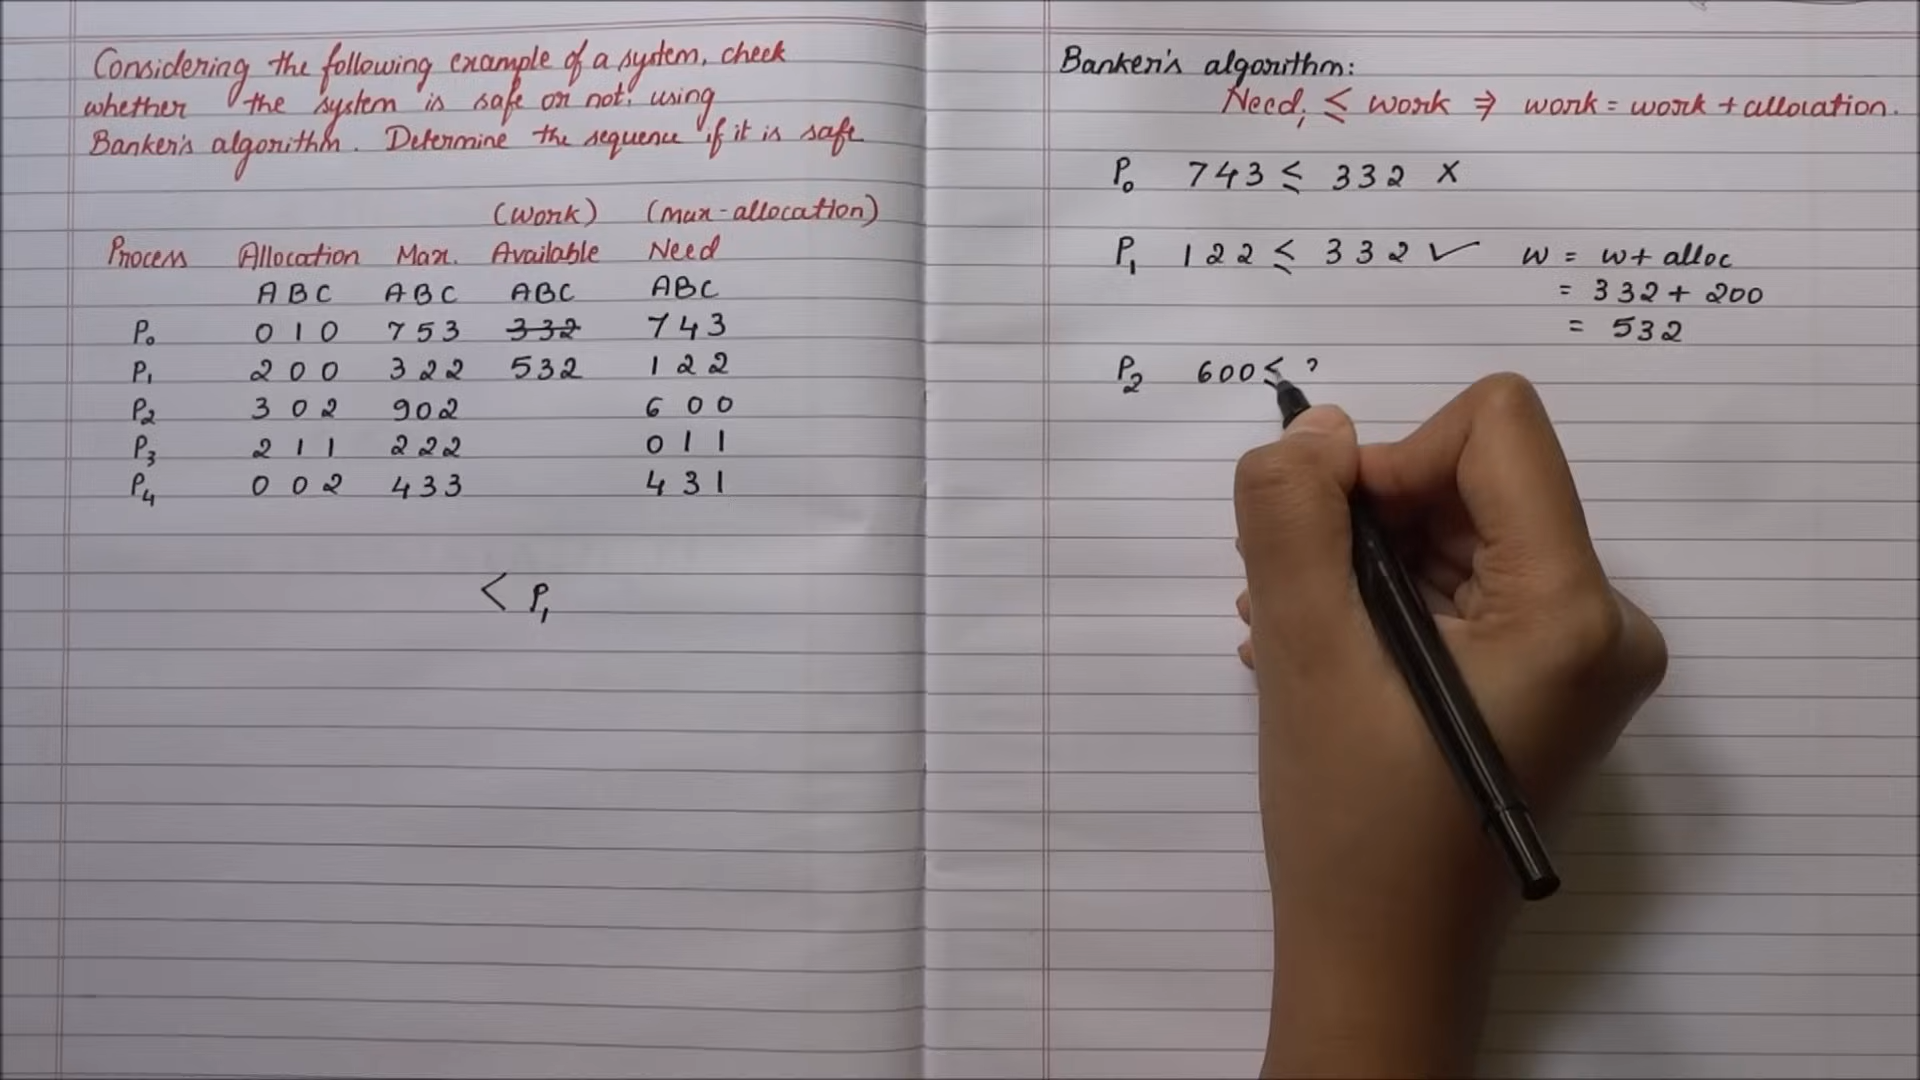 Considering the following example of a system, check
whether the system is safe or not, using
Banker's algorithm. Determine the sequence if it is safe
(Work) (max-allocation)
Process Allocation Max. Available Need
A B C A B C A B C A B C
P0 0 1 0 7 5 3 3 3 2 7 4 3
P1 2 0 0 3 2 2 5 3 2 1 2 2
P2 3 0 2 9 0 2 6 0 0
P3 2 1 1 2 2 2 0 1 1
P4 0 0 2 4 3 3 4 3 1
< P1
Banker's algorithm:
Needi ≤ work ⇒ work = work + allocation.
P0 7 4 3 ≤ 3 3 2 X
P1 1 2 2 ≤ 3 3 2 ✓ w = w + alloc
= 3 3 2 + 2 0 0
= 5 3 2
P2 6 0 0 ≤